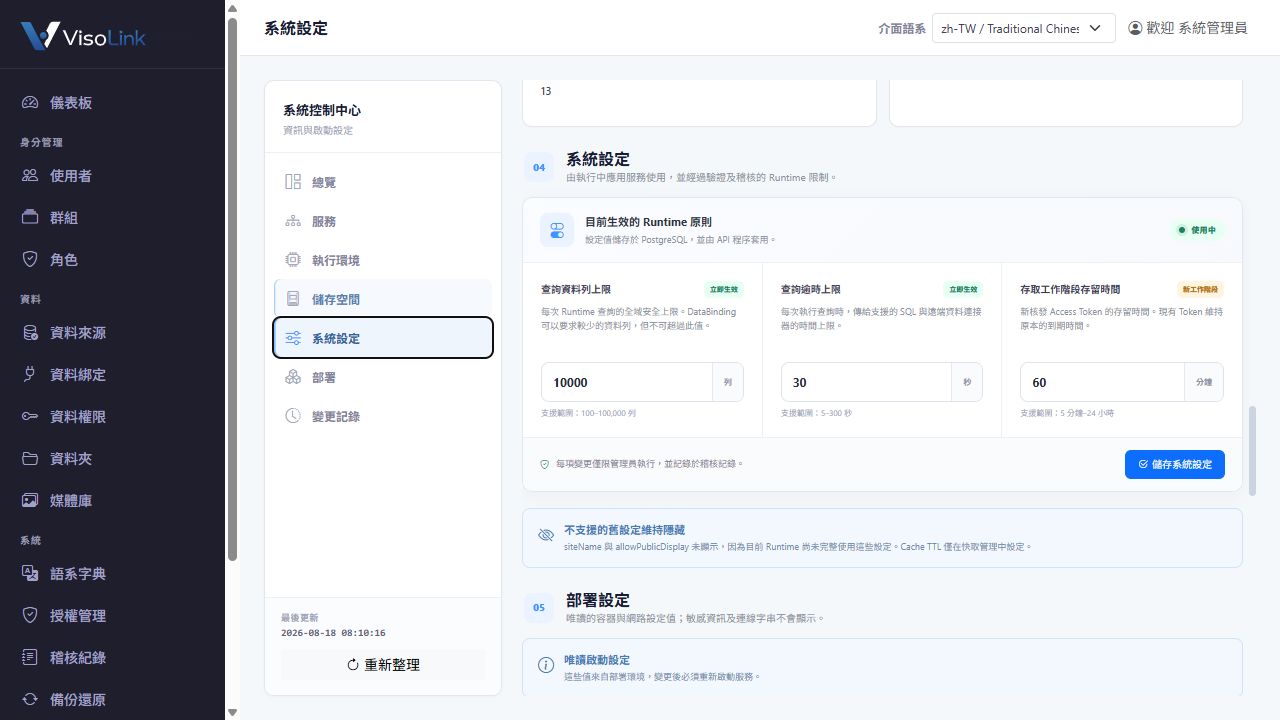 VisoLink
儀表板
身分管理
使用者
群組
角色
資料
資料來源
資料綁定
資料權限
資料夾
媒體庫
系統
語系字典
授權管理
稽核紀錄
備份還原
系統設定
介面語系
zh-TW / Traditional Chines
歡迎 系統管理員
系統控制中心
資訊與啟動設定
總覽
服務
執行環境
儲存空間
系統設定
部署
變更記錄
最後更新
2026-08-18 08:10:16
重新整理
13
04
系統設定
由執行中應用服務使用，並經過驗證及稽核的 Runtime 限制。
目前生效的 Runtime 原則
設定值儲存於 PostgreSQL，並由 API 程序套用。
使用中
查詢資料列上限
立即生效
每次 Runtime 查詢的全域安全上限。DataBinding
可以要求較少的資料列，但不可超過此值。
10000
列
支援範圍：100–100,000 列
查詢逾時上限
立即生效
每次執行查詢時，傳給支援的 SQL 與遠端資料連接
器的時間上限。
30
秒
支援範圍：5–300 秒
存取工作階段存留時間
新工作階段
新核發 Access Token 的存留時間。現有 Token 維持
原本的到期時間。
60
分鐘
支援範圍：5 分鐘–24 小時
每項變更僅限管理員執行，並記錄於稽核紀錄。
儲存系統設定
不支援的舊設定維持隱藏
siteName 與 allowPublicDisplay 未顯示，因為目前 Runtime 尚未完整使用這些設定。Cache TTL 僅在快取管理中設定。
05
部署設定
唯讀的容器與網路設定值；敏感資訊及連線字串不會顯示。
唯讀啟動設定
這些值來自部署環境，變更後必須重新啟動服務。